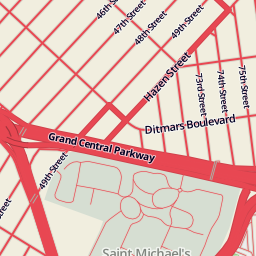 46th Street
47th Street
48th Street
49th Street
Hazen Street
73rd Street
74th Street
75th Street
Ditmars Boulevard
Grand Central Parkway
49th Street
Saint Michael's